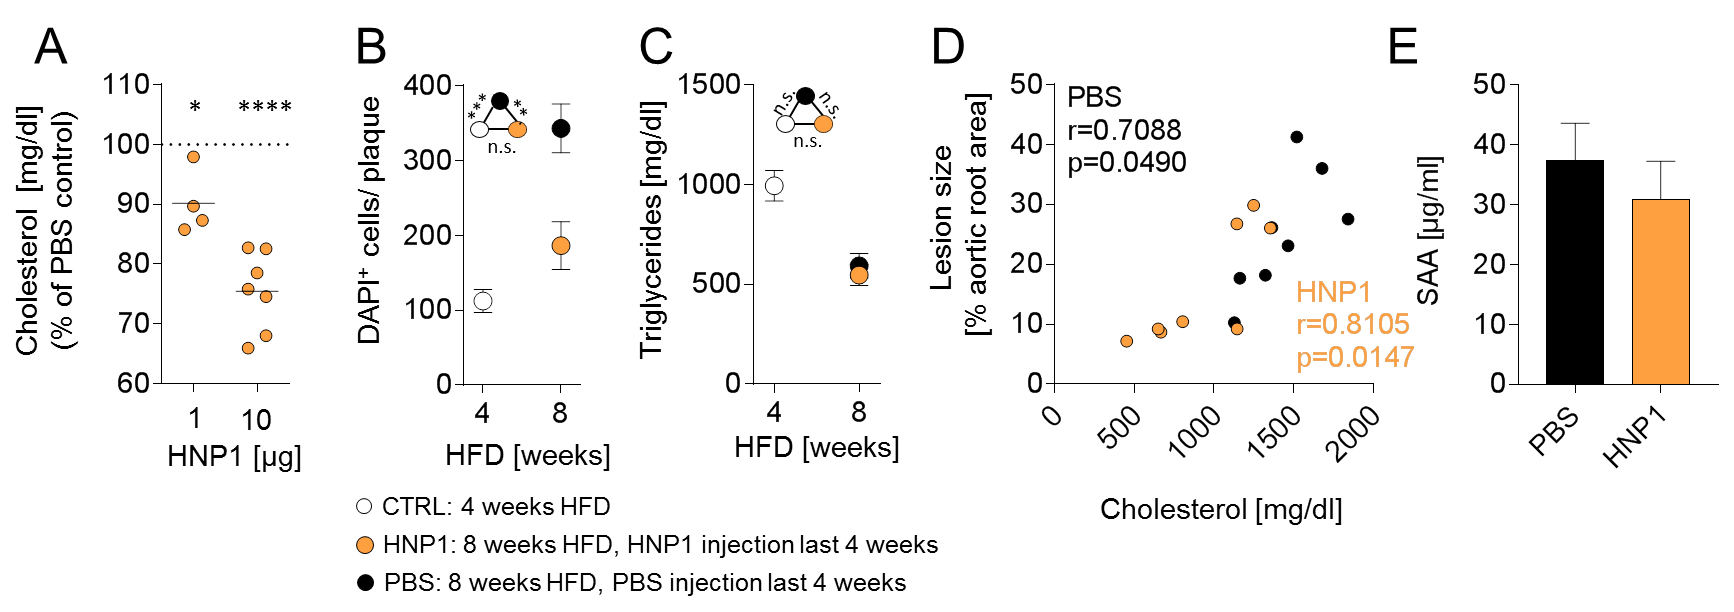 A
Cholesterol [mg/dl]
(% of PBS control)
110
100
90
80
70
60
*
****
1
10
HNP1 [µg]
B
DAPI⁺ cells/ plaque
400
300
200
100
0
***
**
n.s.
4
8
HFD [weeks]
C
Triglycerides [mg/dl]
1500
1000
500
0
n.s.
n.s.
n.s.
4
8
HFD [weeks]
D
Lesion size
[% aortic root area]
50
40
30
20
10
0
PBS
r=0.7088
p=0.0490
HNP1
r=0.8105
p=0.0147
0
500
1000
1500
2000
Cholesterol [mg/dl]
E
SAA [µg/ml]
50
40
30
20
10
0
PBS
HNP1
CTRL: 4 weeks HFD
HNP1: 8 weeks HFD, HNP1 injection last 4 weeks
PBS: 8 weeks HFD, PBS injection last 4 weeks